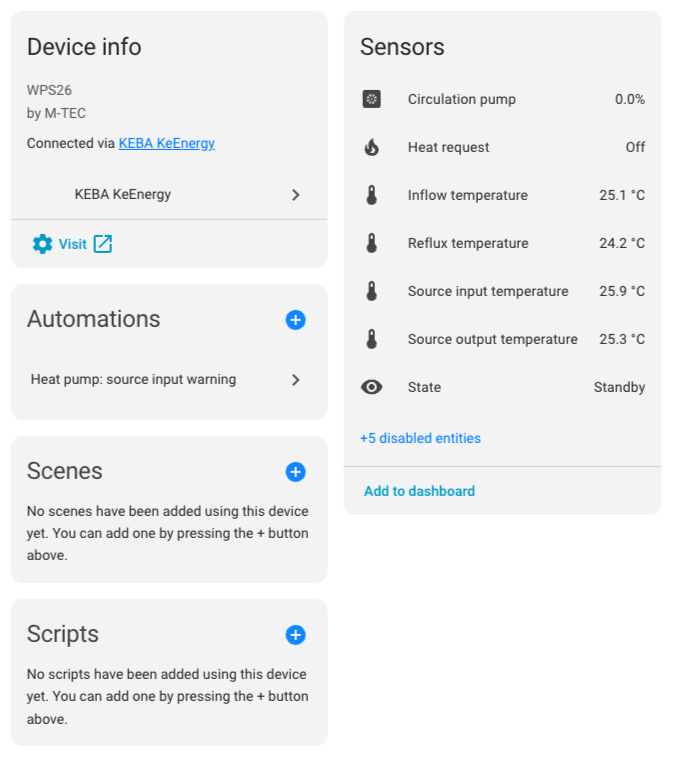 Device info
WPS26
by M-TEC
Connected via KEBA KeEnergy
KEBA KeEnergy
Visit
Automations
Heat pump: source input warning
Scenes
No scenes have been added using this device
yet. You can add one by pressing the + button
above.
Scripts
No scripts have been added using this device
yet. You can add one by pressing the + button
above.
Sensors
Circulation pump 0.0%
Heat request Off
Inflow temperature 25.1 °C
Reflux temperature 24.2 °C
Source input temperature 25.9 °C
Source output temperature 25.3 °C
State Standby
+5 disabled entities
Add to dashboard